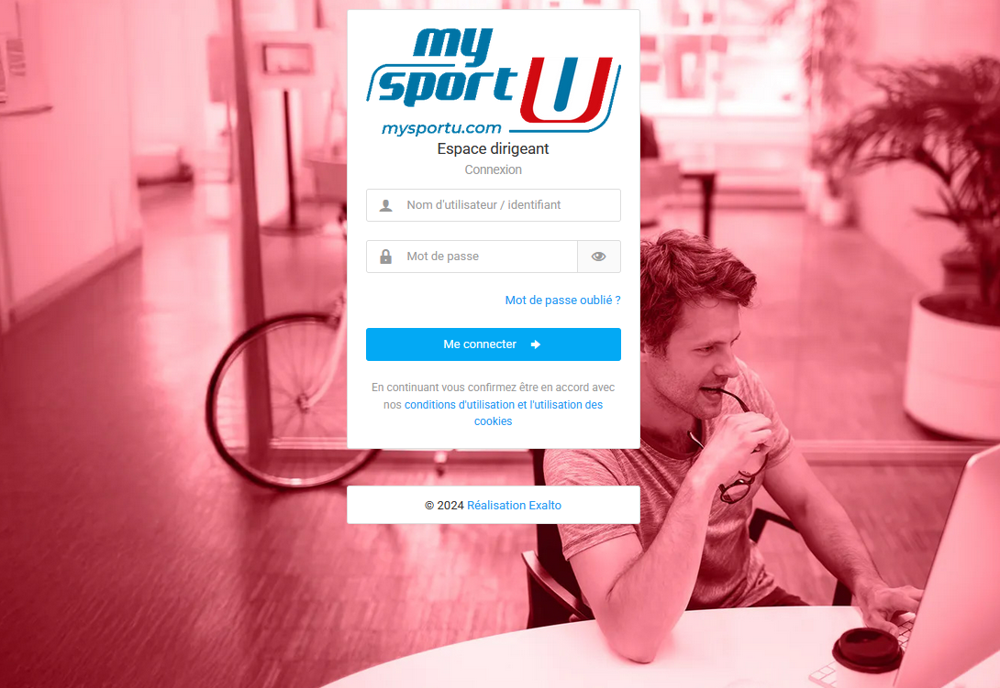 my
sport U
mysportu.com
Espace dirigeant
Connexion
Nom d'utilisateur / identifiant
Mot de passe
Mot de passe oublié ?
Me connecter
En continuant vous confirmez être en accord avec
nos conditions d'utilisation et l'utilisation des
cookies
© 2024 Réalisation Exalto